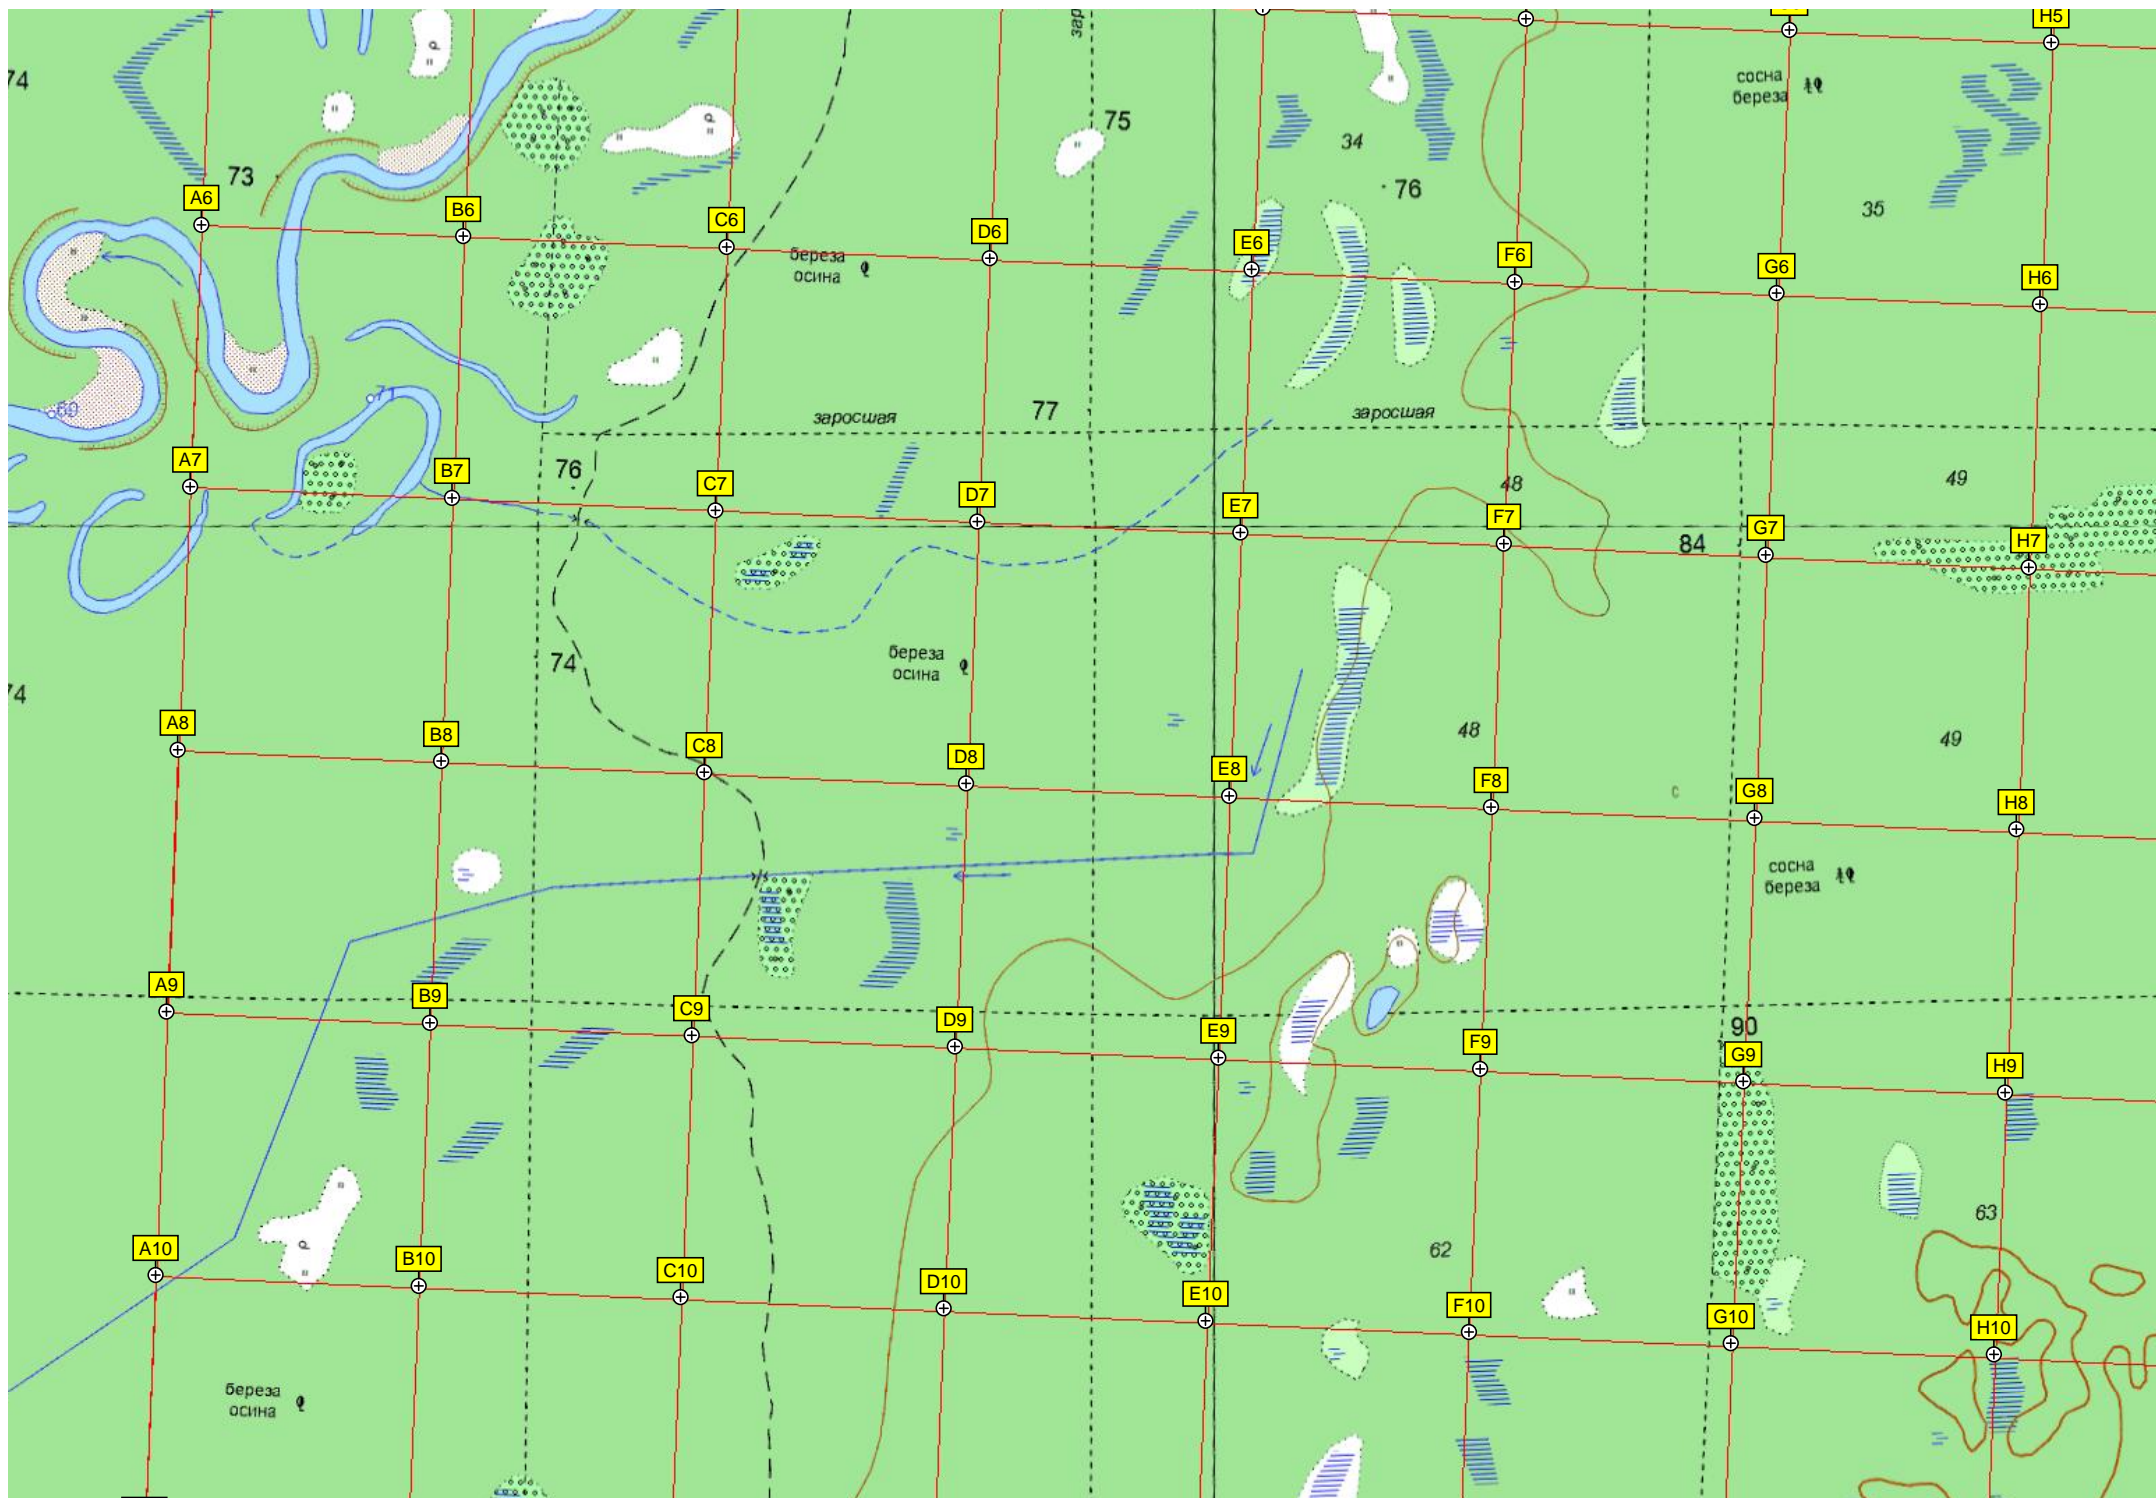 H5
74
зар
75
сосна
береза
34
73
76
35
A6
B6
C6
D6
E6
F6
G6
H6
береза
осина
69
71
заросшая
77
заросшая
A7
B7
76
C7
D7
E7
48
F7
49
84
G7
H7
74
береза
осина
74
A8
B8
C8
D8
E8
48
F8
с
G8
49
H8
сосна
береза
A9
B9
C9
D9
E9
F9
90
G9
H9
63
62
A10
B10
C10
D10
E10
F10
G10
H10
береза
осина